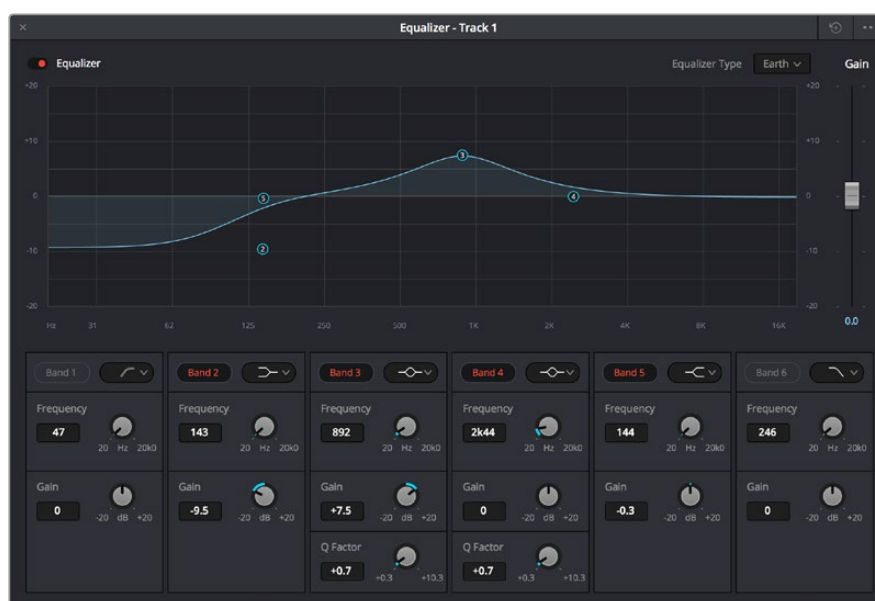 Equalizer - Track 1
Equalizer
Equalizer Type Earth Gain
+20 +20
+10 +10
0 0
-10 -10
-20 -20
5 3 4 2
Hz 31 62 125 250 500 1K 2K 4K 8K 16K 0.0
Band 1 Band 2 Band 3 Band 4 Band 5 Band 6
Frequency Frequency Frequency Frequency Frequency Frequency
47 143 892 2k44 144 246
20 Hz 20k0 20 Hz 20k0 20 Hz 20k0 20 Hz 20k0 20 Hz 20k0 20 Hz 20k0
Gain Gain Gain Gain Gain Gain
0 -9.5 +7.5 0 -0.3 0
-20 dB +20 -20 dB +20 -20 dB +20 -20 dB +20 -20 dB +20 -20 dB +20
Q Factor Q Factor
+0.7 +0.7
+0.3 +10.3 +0.3 +10.3